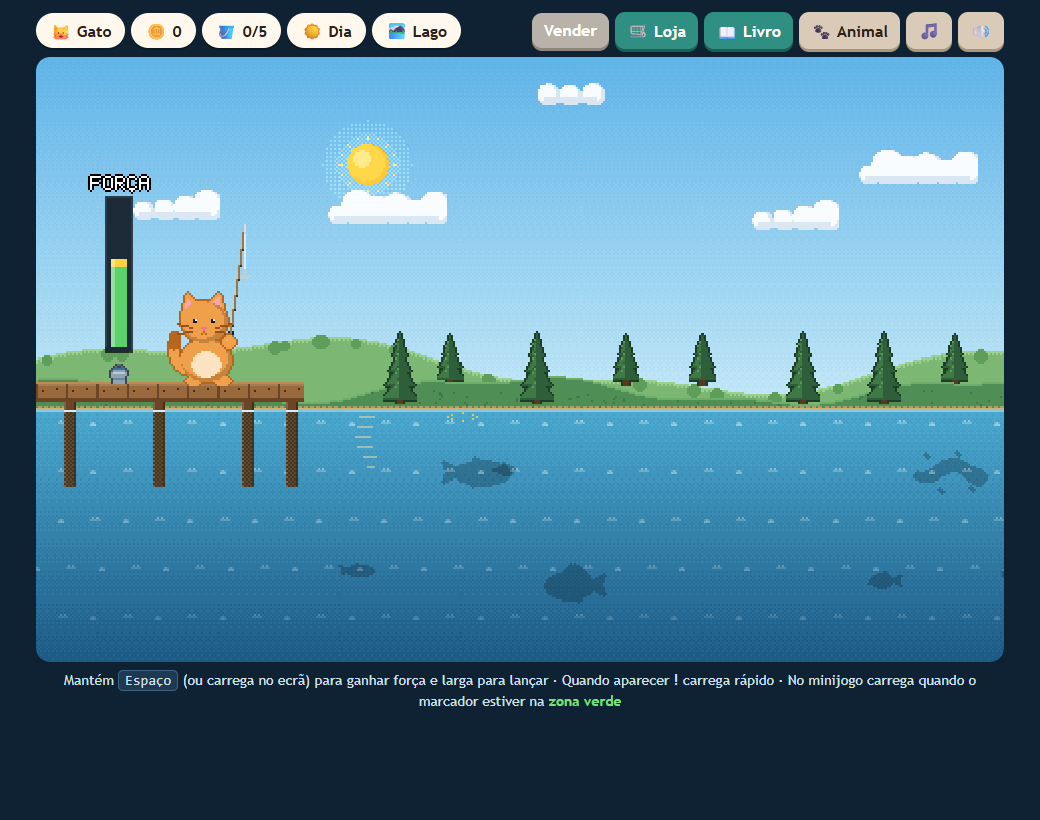 Gato
0
0/5
Dia
Lago
Vender
Loja
Livro
Animal
FORÇA
Mantém Espaço (ou carrega no ecrã) para ganhar força e larga para lançar · Quando aparecer ! carrega rápido · No minijogo carrega quando o
marcador estiver na zona verde